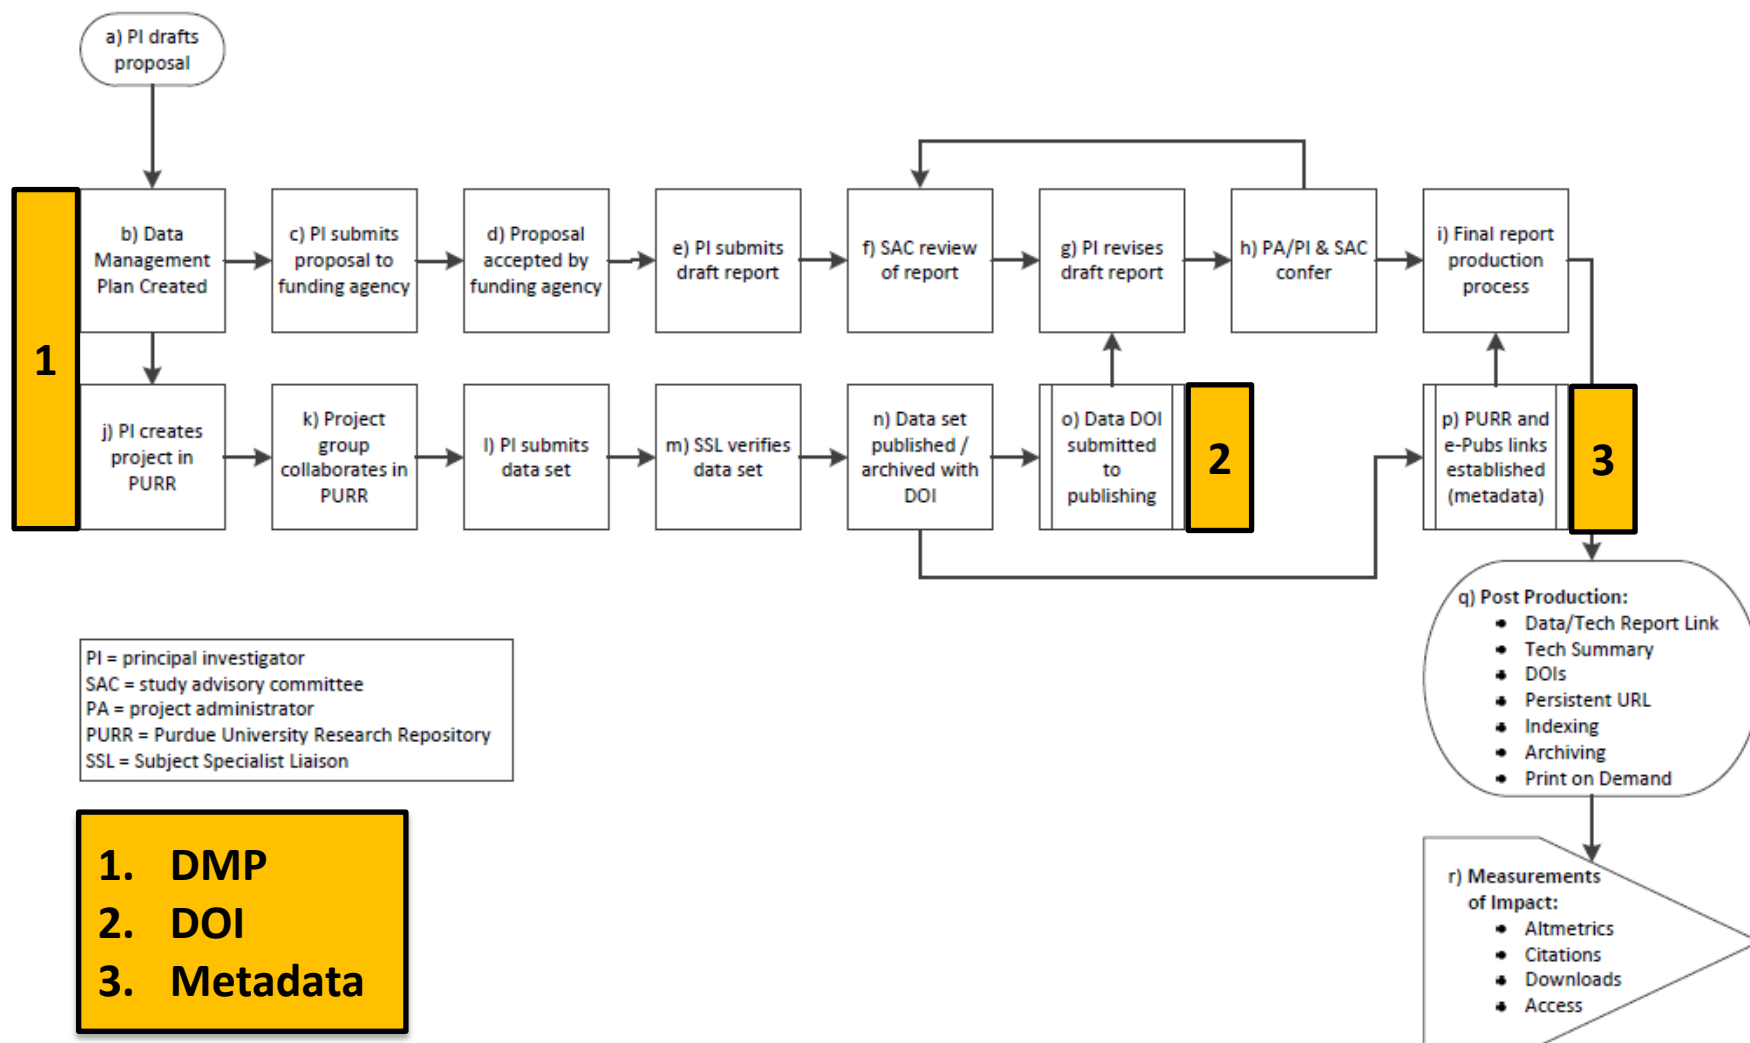 a) PI drafts
proposal
b) Data
Management
Plan Created
c) PI submits
proposal to
funding agency
d) Proposal
accepted by
funding agency
e) PI submits
draft report
f) SAC review
of report
g) PI revises
draft report
h) PA/PI & SAC
confer
i) Final report
production
process
1
j) PI creates
project in
PURR
k) Project
group
collaborates in
PURR
l) PI submits
data set
m) SSL verifies
data set
n) Data set
published /
archived with
DOI
o) Data DOI
submitted
to
publishing
2
p) PURR and
e-Pubs links
established
(metadata)
3
q) Post Production:
• Data/Tech Report Link
• Tech Summary
• DOIs
• Persistent URL
• Indexing
• Archiving
• Print on Demand
PI = principal investigator
SAC = study advisory committee
PA = project administrator
PURR = Purdue University Research Repository
SSL = Subject Specialist Liaison
1. DMP
2. DOI
3. Metadata
r) Measurements
of Impact:
• Altmetrics
• Citations
• Downloads
• Access